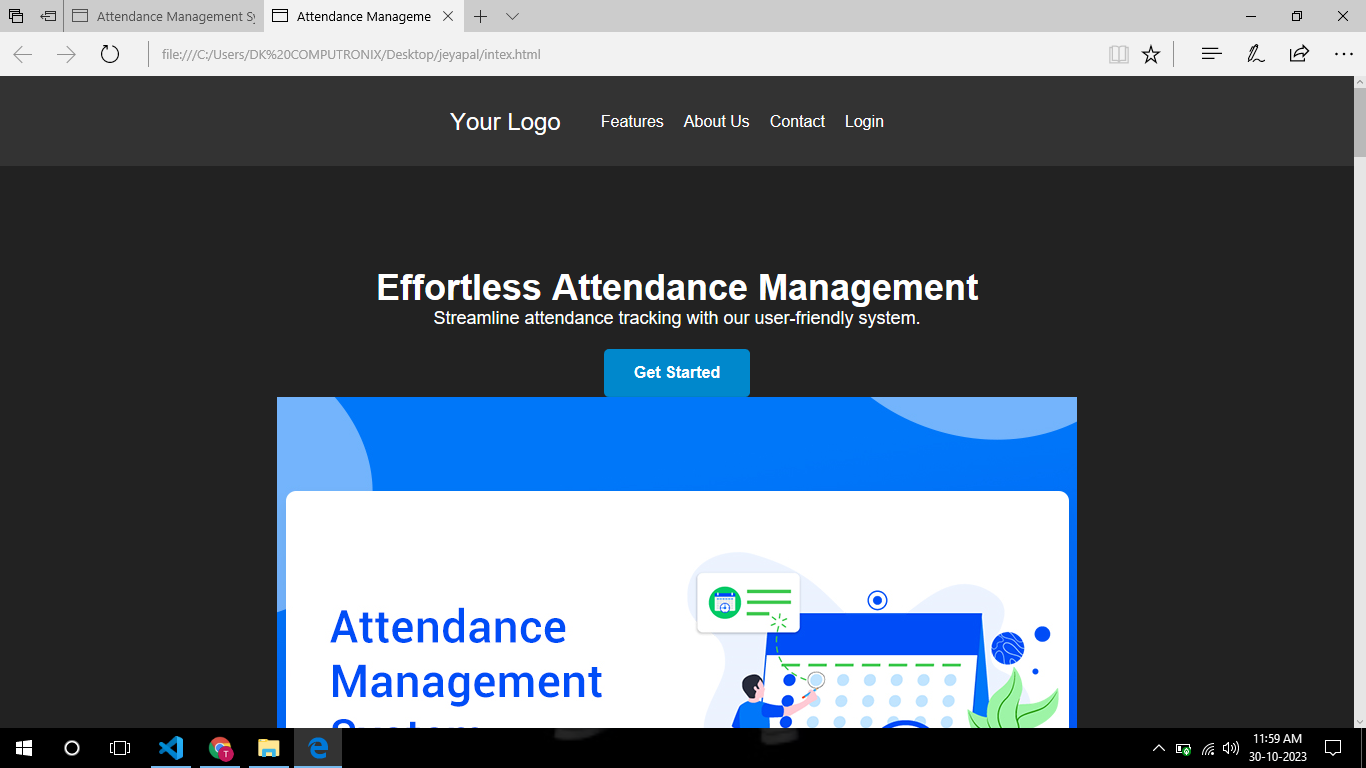 Attendance Management Sy
Attendance Manageme
file:///C:/Users/DK%20COMPUTRONIX/Desktop/jeyapal/intex.html
Your Logo Features About Us Contact Login
Effortless Attendance Management
Streamline attendance tracking with our user-friendly system.
Get Started
Attendance
Management
System
T
11:59 AM
30-10-2023